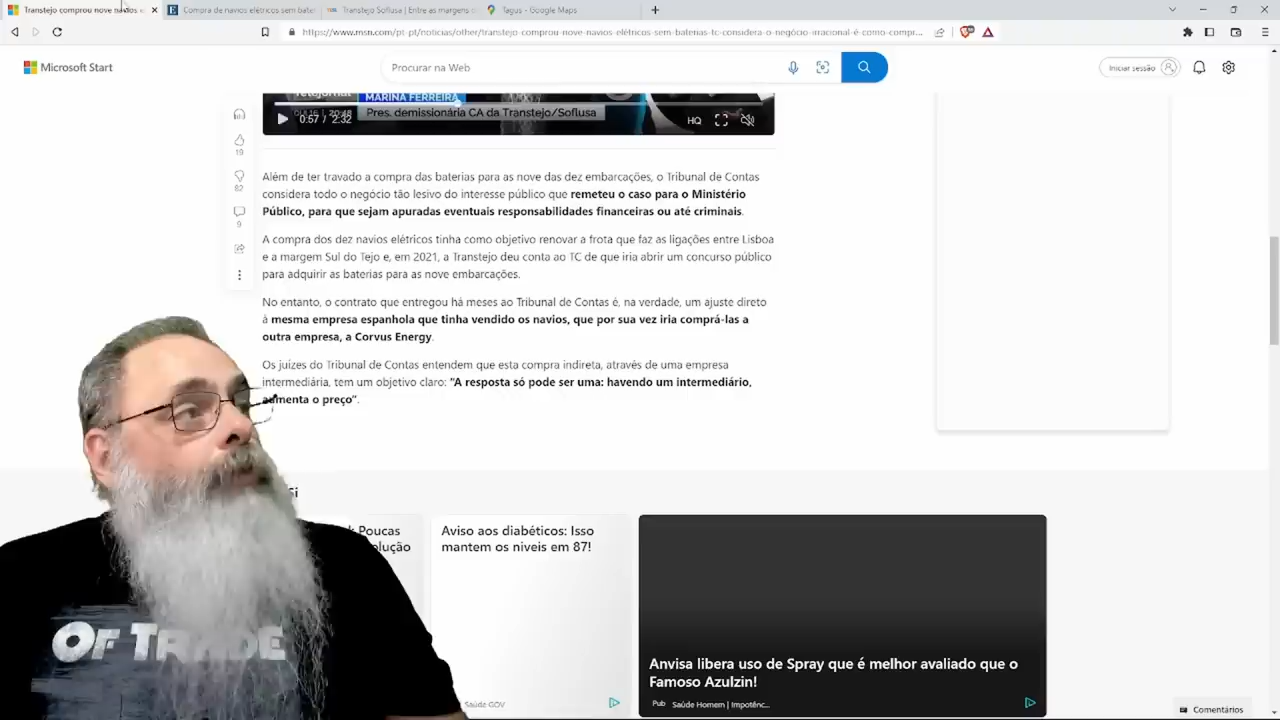 Transtejo comprou nove navios e
Compra de navios elétricos sem bater
Transtejo Soflusa | Entre as margens d
Tagus - Google Maps
https://www.msn.com/pt-pt/noticias/other/transtejo-comprou-nove-navios-elétricos-sem-baterias-tc-considera-o-negócio-irracional-é-como-compr...
Microsoft Start
Procurar na Web
Iniciar sessão
Telejornal
MARINA FERREIRA
Pres. demissionária CA da Transtejo/Soflusa
0:57 / 2:32
HQ
19
62
9
Além de ter travado a compra das baterias para as nove das dez embarcações, o Tribunal de Contas
considera todo o negócio tão lesivo do interesse público que remeteu o caso para o Ministério
Público, para que sejam apuradas eventuais responsabilidades financeiras ou até criminais.
A compra dos dez navios elétricos tinha como objetivo renovar a frota que faz as ligações entre Lisboa
e a margem Sul do Tejo e, em 2021, a Transtejo deu conta ao TC de que iria abrir um concurso público
para adquirir as baterias para as nove embarcações.
No entanto, o contrato que entregou há meses ao Tribunal de Contas é, na verdade, um ajuste direto
à mesma empresa espanhola que tinha vendido os navios, que por sua vez iria comprá-las a
outra empresa, a Corvus Energy.
Os juízes do Tribunal de Contas entendem que esta compra indireta, através de uma empresa
intermediária, tem um objetivo claro: "A resposta só pode ser uma: havendo um intermediário,
aumenta o preço".
si
Poucas
olução
Aviso aos diabéticos: Isso
mantem os niveis em 87!
Saúde GOV
Anvisa libera uso de Spray que é melhor avaliado que o
Famoso Azulzin!
Pub Saúde Homem | Impotênc...
Comentários
OF TRADE